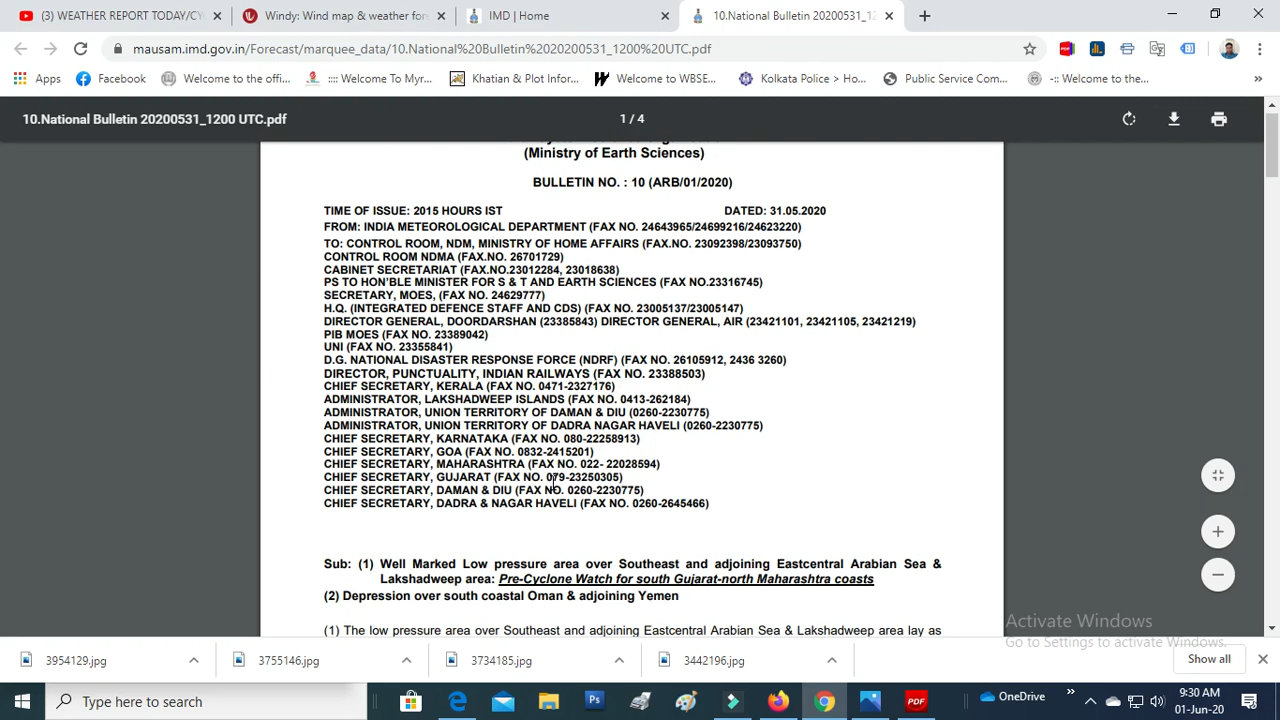 (3) WEATHER REPORT TODAY/CY
Windy: Wind map & weather fore
IMD | Home
10.National Bulletin 20200531_12
mausam.imd.gov.in/Forecast/marquee_data/10.National%20Bulletin%2020200531_1200%20UTC.pdf
Apps
Facebook
Welcome to the offi...
:::: Welcome To Myr...
Khatian & Plot Infor...
Welcome to WBSE...
Kolkata Police > Ho...
Public Service Com...
-:: Welcome to the...
10.National Bulletin 20200531_1200 UTC.pdf
1 / 4
(Ministry of Earth Sciences)
BULLETIN NO. : 10 (ARB/01/2020)
TIME OF ISSUE: 2015 HOURS IST DATED: 31.05.2020
FROM: INDIA METEOROLOGICAL DEPARTMENT (FAX NO. 24643965/24699216/24623220)
TO: CONTROL ROOM, NDM, MINISTRY OF HOME AFFAIRS (FAX.NO. 23092398/23093750)
CONTROL ROOM NDMA (FAX.NO. 26701729)
CABINET SECRETARIAT (FAX.NO.23012284, 23018638)
PS TO HON'BLE MINISTER FOR S & T AND EARTH SCIENCES (FAX NO.23316745)
SECRETARY, MOES, (FAX NO. 24629777)
H.Q. (INTEGRATED DEFENCE STAFF AND CDS) (FAX NO. 23005137/23005147)
DIRECTOR GENERAL, DOORDARSHAN (23385843) DIRECTOR GENERAL, AIR (23421101, 23421105, 23421219)
PIB MOES (FAX NO. 23389042)
UNI (FAX NO. 23355841)
D.G. NATIONAL DISASTER RESPONSE FORCE (NDRF) (FAX NO. 26105912, 2436 3260)
DIRECTOR, PUNCTUALITY, INDIAN RAILWAYS (FAX NO. 23388503)
CHIEF SECRETARY, KERALA (FAX NO. 0471-2327176)
ADMINISTRATOR, LAKSHADWEEP ISLANDS (FAX NO. 0413-262184)
ADMINISTRATOR, UNION TERRITORY OF DAMAN & DIU (0260-2230775)
ADMINISTRATOR, UNION TERRITORY OF DADRA NAGAR HAVELI (0260-2230775)
CHIEF SECRETARY, KARNATAKA (FAX NO. 080-22258913)
CHIEF SECRETARY, GOA (FAX NO. 0832-2415201)
CHIEF SECRETARY, MAHARASHTRA (FAX NO. 022- 22028594)
CHIEF SECRETARY, GUJARAT (FAX NO. 079-23250305)
CHIEF SECRETARY, DAMAN & DIU (FAX NO. 0260-2230775)
CHIEF SECRETARY, DADRA & NAGAR HAVELI (FAX NO. 0260-2645466)
Sub: (1) Well Marked Low pressure area over Southeast and adjoining Eastcentral Arabian Sea &
Lakshadweep area: Pre-Cyclone Watch for south Gujarat-north Maharashtra coasts
(2) Depression over south coastal Oman & adjoining Yemen
(1) The low pressure area over Southeast and adjoining Eastcentral Arabian Sea & Lakshadweep area lay as
Activate Windows
Go to Settings to activate Windows.
3954129.jpg
3755146.jpg
3734185.jpg
3442196.jpg
Show all
Type here to search
OneDrive
9:30 AM
01-Jun-20